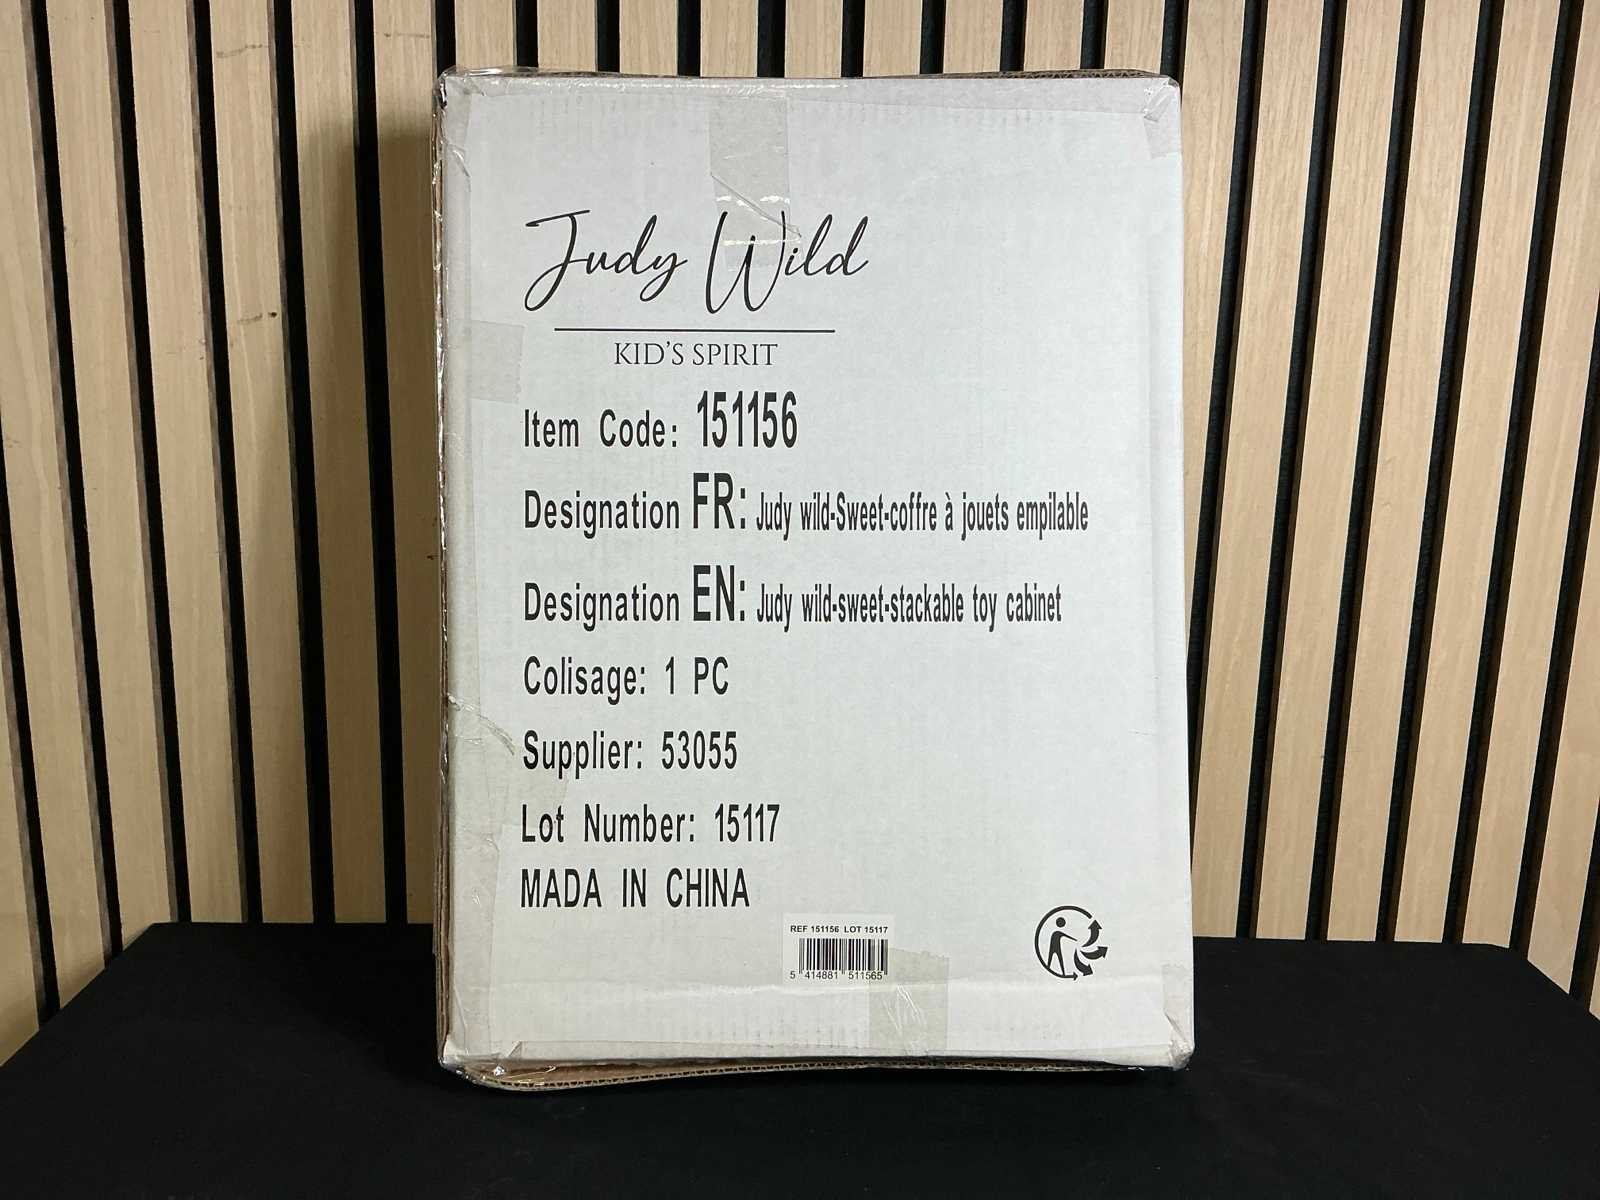 Judy Wild
KID'S SPIRIT
Item Code: 151156
Designation FR: Judy wild-Sweet-coffre à jouets empilable
Designation EN: Judy wild-sweet-stackable toy cabinet
Colisage: 1 PC
Supplier: 53055
Lot Number: 15117
MADA IN CHINA
REF 151156 LOT 15117
5 414881 511565